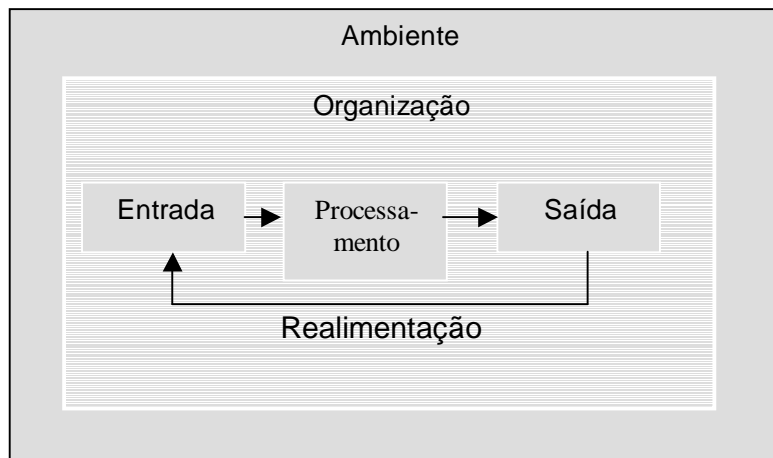 Ambiente
Organização
Entrada
Processa-
mento
Saída
Realimentação